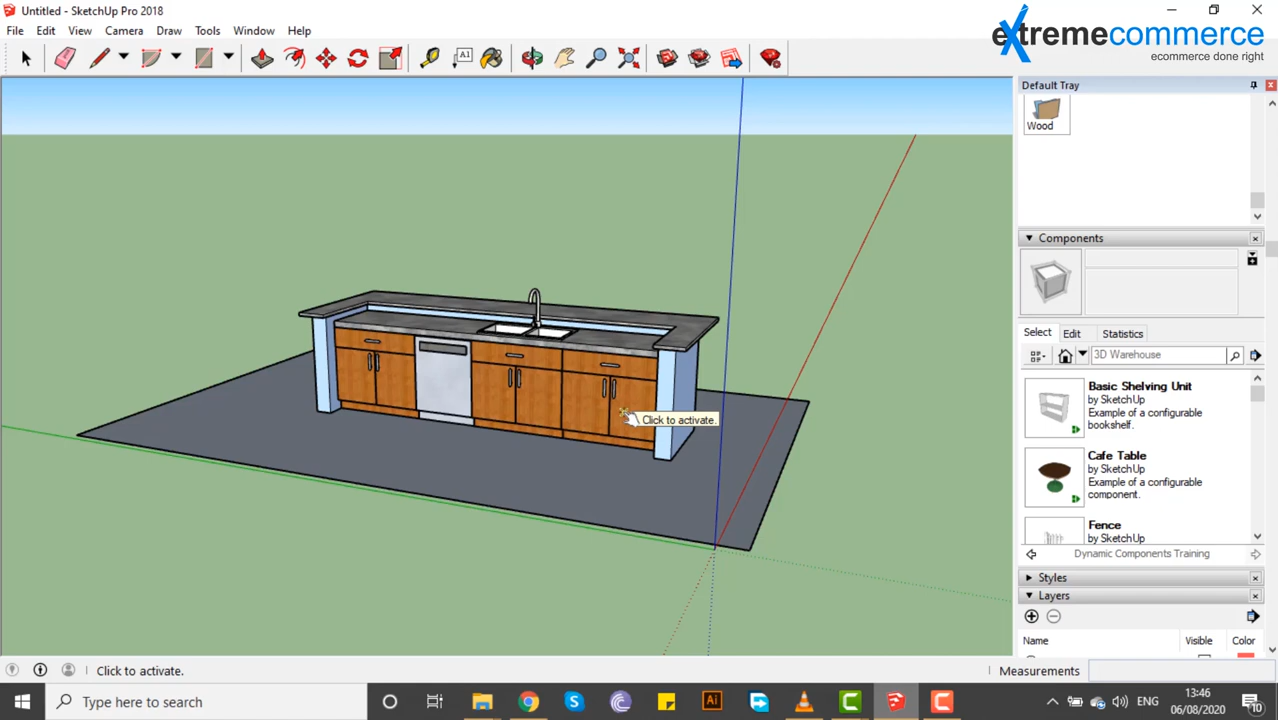 Untitled - SketchUp Pro 2018
extremecommerce
ecommerce done right
File Edit View Camera Draw Tools Window Help
A1
Default Tray
Wood
Components
Select Edit Statistics
3D Warehouse
Basic Shelving Unit
by SketchUp
Example of a configurable
bookshelf.
Cafe Table
by SketchUp
Example of a configurable
component.
Fence
by SketchUp
Dynamic Components Training
Styles
Layers
Name Visible Color
Click to activate.
Click to activate.
Measurements
Type here to search
Ai
ENG
13:46
06/08/2020
10